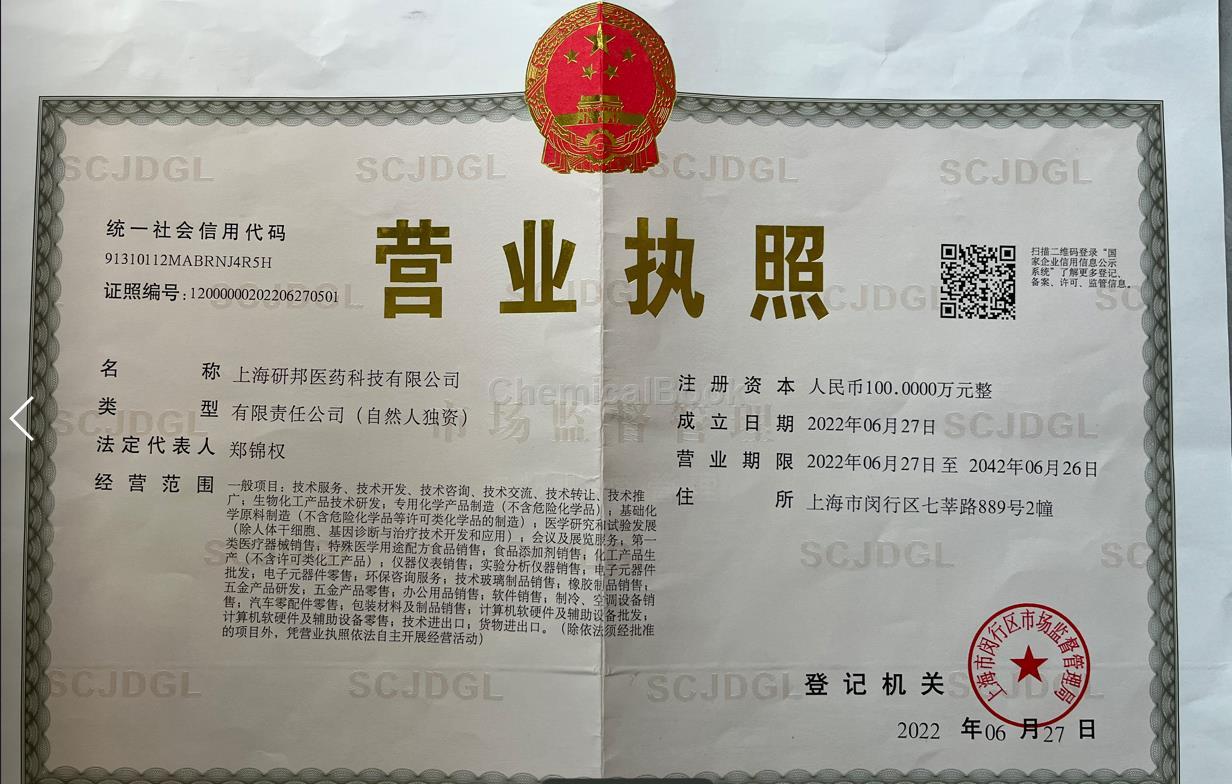 SCJDGL SCJDGL SCJDGL SCJDGL
统一社会信用代码
91310112MABRNJ4R5H
证照编号:12000000202206270501
营业执照
扫描二维码登录“国
家企业信用信息公示
系统”了解更多登记、
备案、许可、监管信息。
名称 上海研邦医药科技有限公司
类型 有限责任公司（自然人独资）
法定代表人 郑锦权
经营范围 一般项目：技术服务、技术开发、技术咨询、技术交流、技术转让、技术推
广；生物化工产品技术研发；专用化学产品制造（不含危险化学品）；基础化
学原料制造（不含危险化学品等许可类化学品的制造）；医学研究和试验发展
（除人体干细胞、基因诊断与治疗技术开发和应用）；会议及展览服务；第一
类医疗器械销售；特殊医学用途配方食品销售；食品添加剂销售；化工产品生
产（不含许可类化工产品）；仪器仪表销售；实验分析仪器销售；电子元器件
批发；电子元器件零售；环保咨询服务；技术玻璃制品销售；橡胶制品销售；
五金产品研发；五金产品零售；办公用品销售；软件销售；制冷、空调设备销
售；汽车零配件零售；包装材料及制品销售；计算机软硬件及辅助设备批发；
计算机软硬件及辅助设备零售；技术进出口；货物进出口。（除依法须经批准
的项目外，凭营业执照依法自主开展经营活动）
注册资本 人民币100.0000万元整
成立日期 2022年06月27日
营业期限 2022年06月27日 至 2042年06月26日
住所 上海市闵行区七莘路889号2幢
ChemicalBook
市场监督管理
SCJDGL SCJDGL
SCJDGL
SCJDGL SCJDGL SCJDGL
登记机关
上海市闵行区市场监督管理局
2022 年06 月27 日